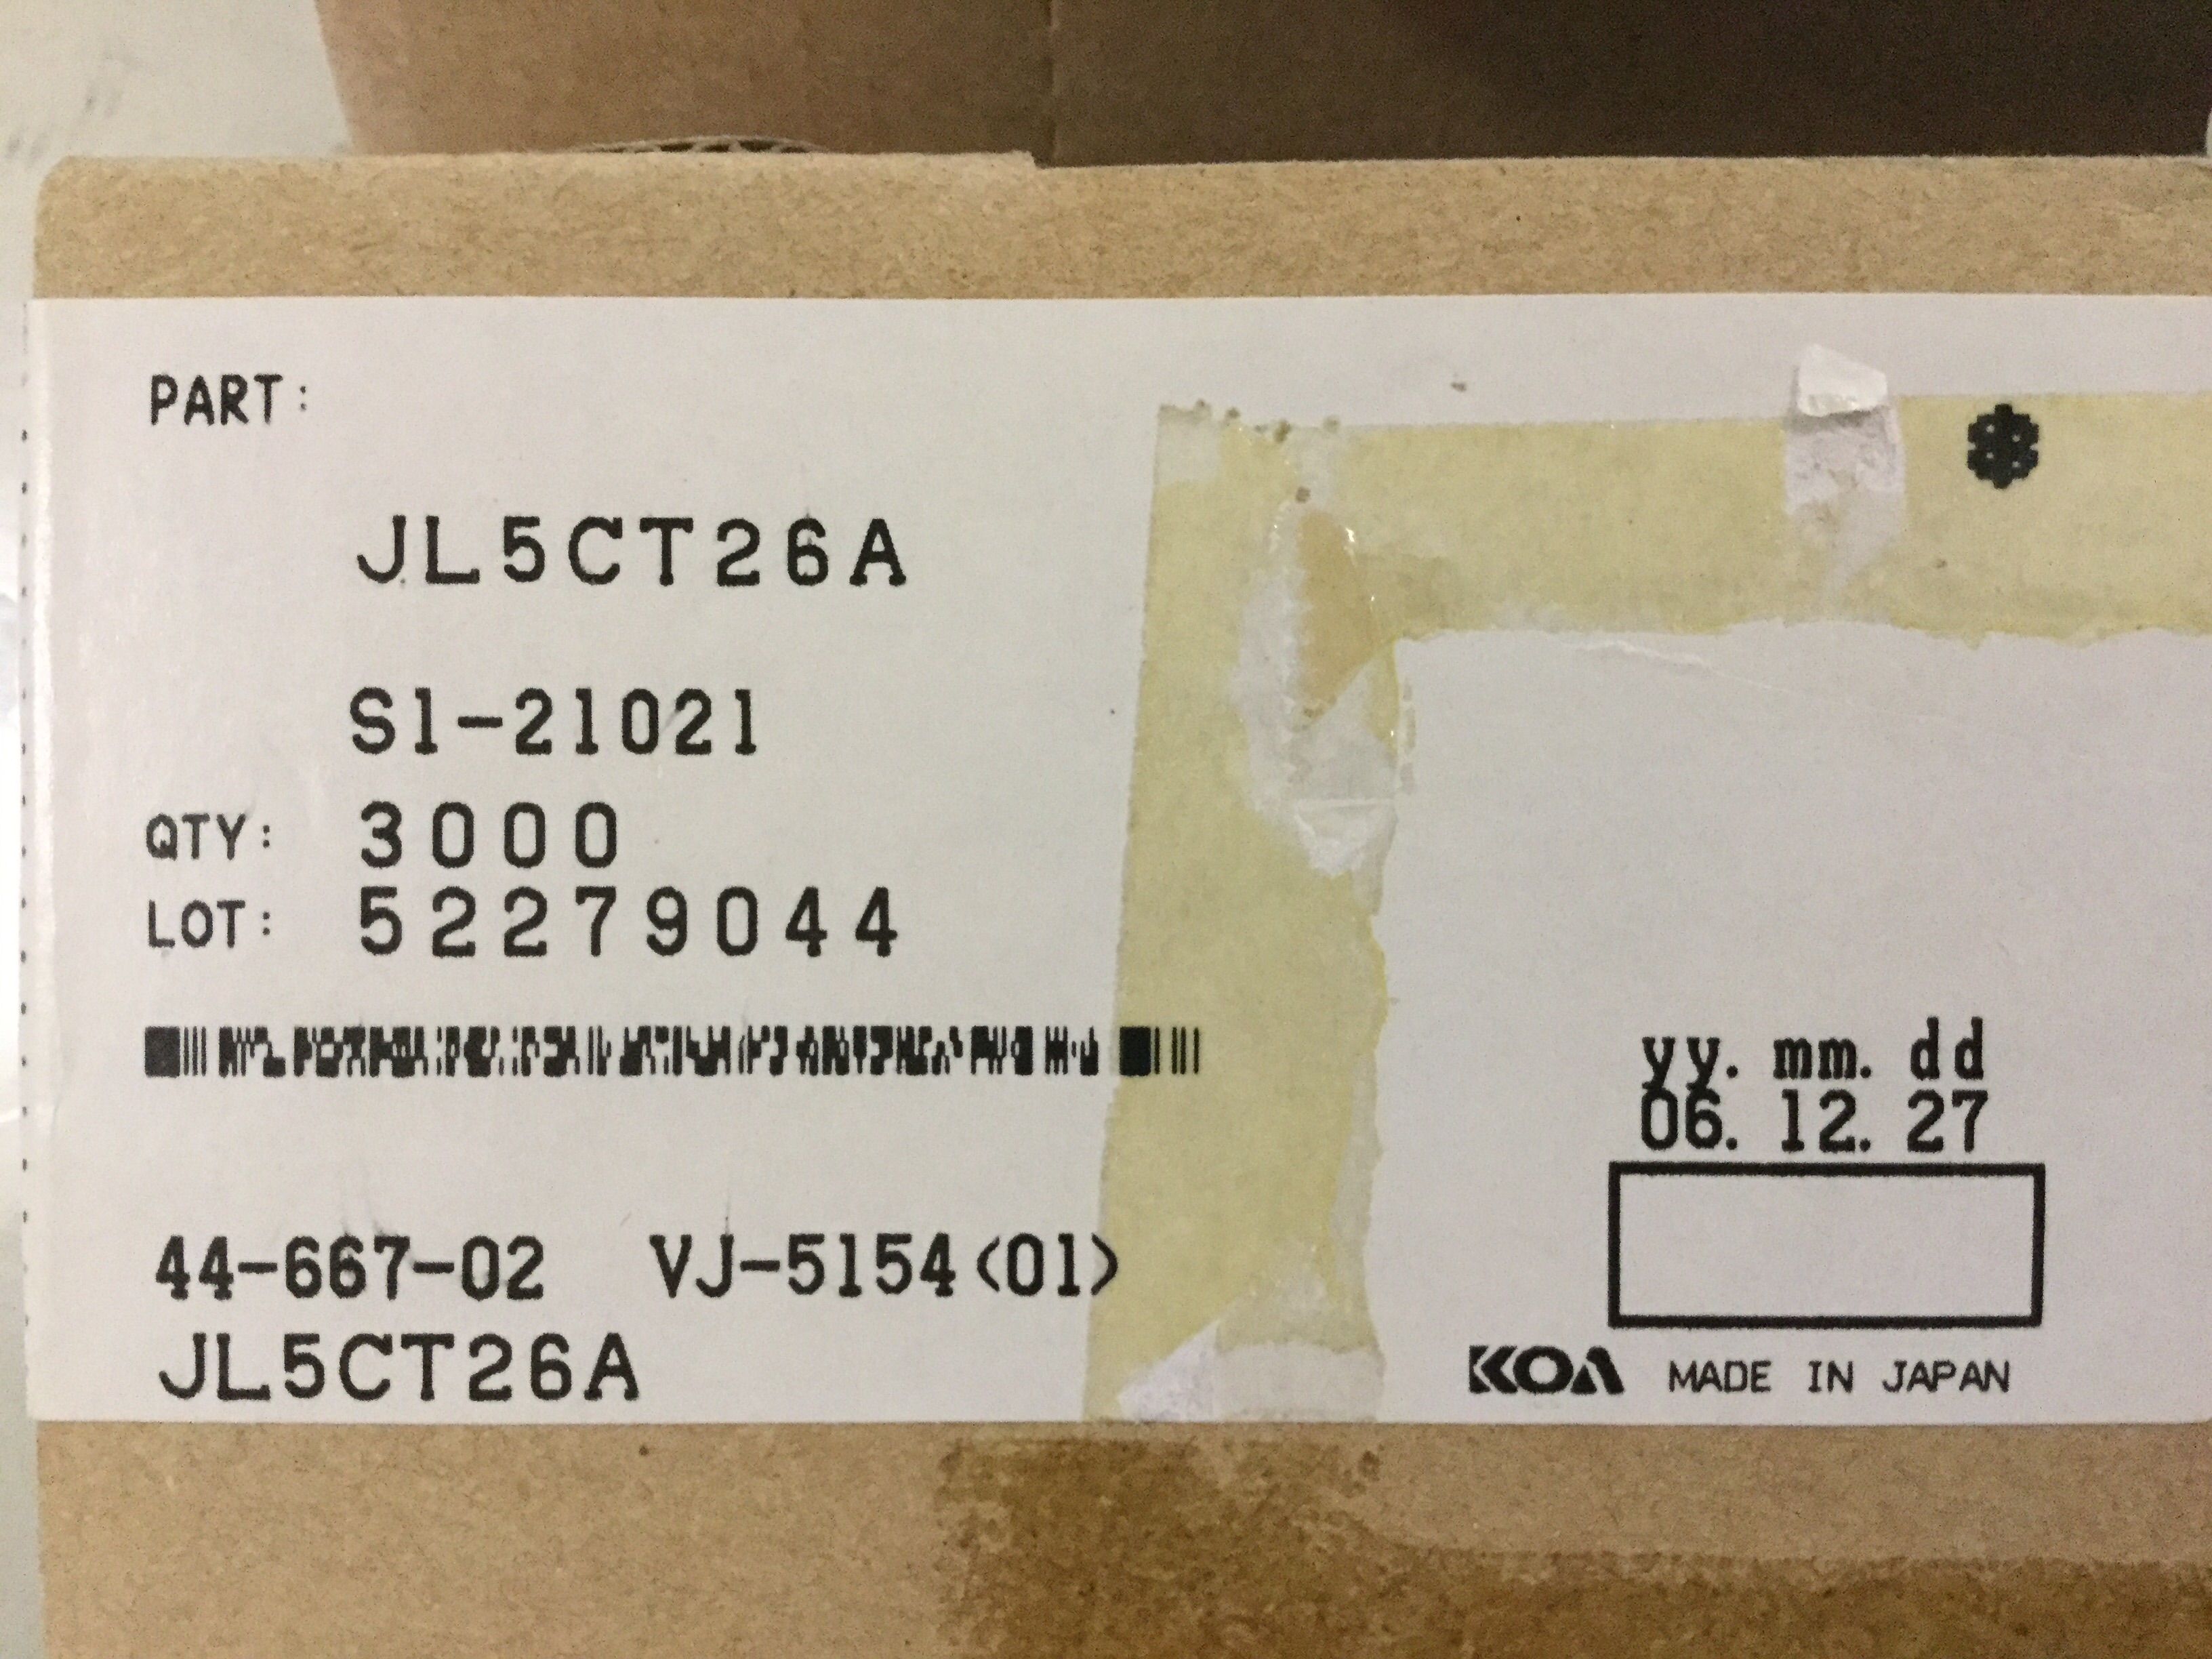 PART:
JL5CT26A
S1-21021
QTY: 3000
LOT: 52279044
yy. mm. dd
06. 12. 27
44-667-02 VJ-5154<01>
JL5CT26A
KOA MADE IN JAPAN